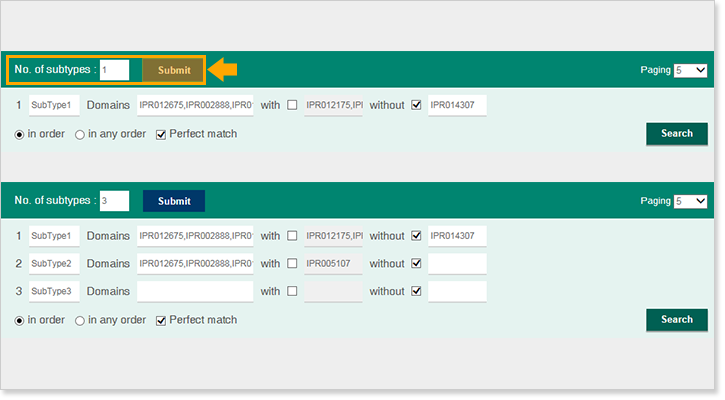 No. of subtypes : 1 Submit Paging 5
1 SubType1 Domains IPR012675,IPR002888,IPR01 with IPR012175,IPI without IPR014307
in order in any order Perfect match Search
No. of subtypes : 3 Submit Paging 5
1 SubType1 Domains IPR012675,IPR002888,IPR01 with IPR012175,IPI without IPR014307
2 SubType2 Domains IPR012675,IPR002888,IPR01 with IPR005107 without
3 SubType3 Domains with without
in order in any order Perfect match Search